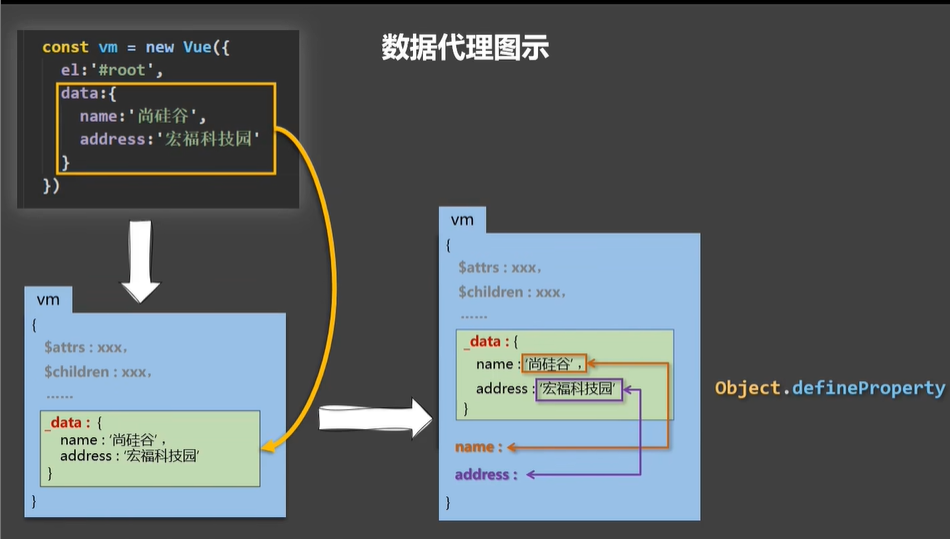 数据代理图示
const vm = new Vue({
el:'#root',
data:{
name:'尚硅谷',
address:'宏福科技园'
}
})
vm
{
$attrs : xxx,
$children : xxx,
......
_data : {
name : ‘尚硅谷’ ,
address : ‘宏福科技园’
}
}
vm
{
$attrs : xxx,
$children : xxx,
......
_data : {
name : ‘尚硅谷’ ,
address : ‘宏福科技园’
}
name :
address :
}
Object.defineProperty